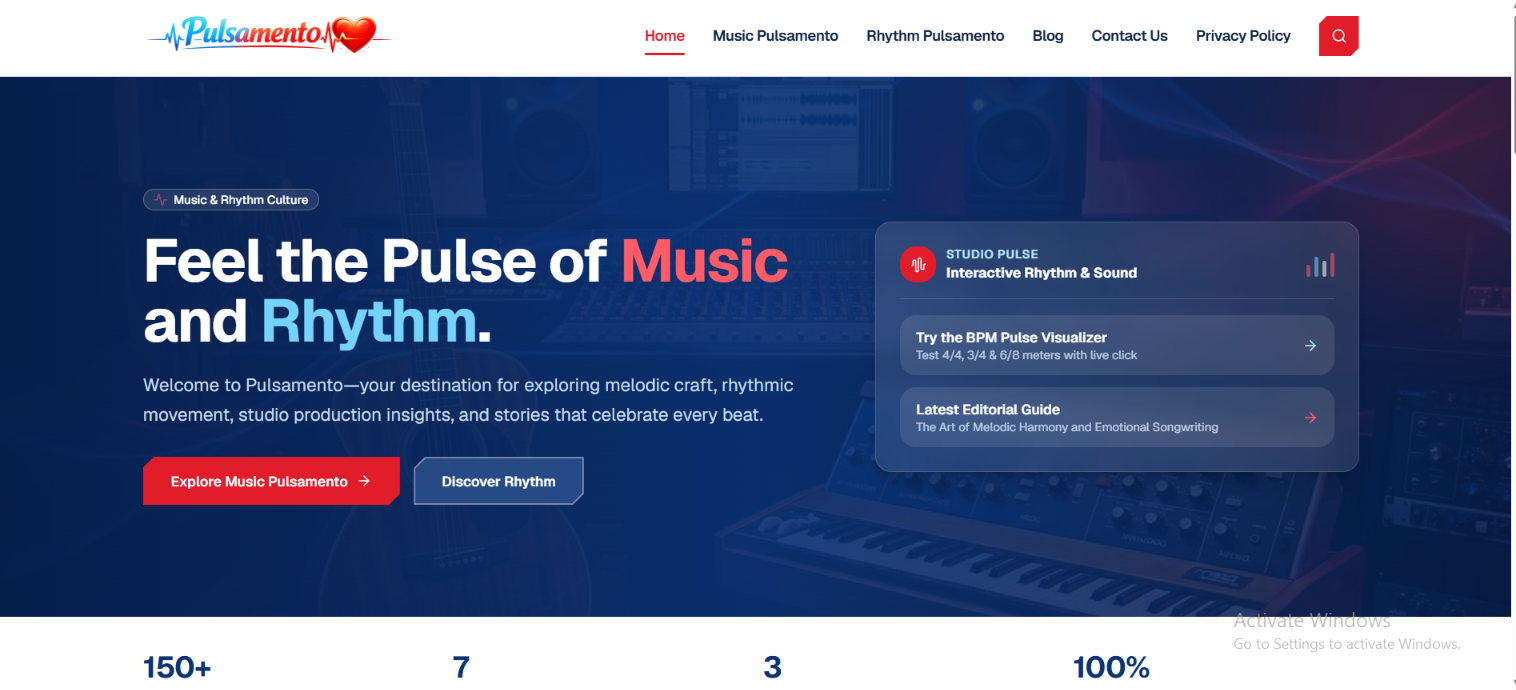 Pulsamento
Home
Music Pulsamento
Rhythm Pulsamento
Blog
Contact Us
Privacy Policy
Music & Rhythm Culture
Feel the Pulse of Music
and Rhythm.
Welcome to Pulsamento—your destination for exploring melodic craft, rhythmic
movement, studio production insights, and stories that celebrate every beat.
Explore Music Pulsamento
Discover Rhythm
STUDIO PULSE
Interactive Rhythm & Sound
Try the BPM Pulse Visualizer
Test 4/4, 3/4 & 6/8 meters with live click
Latest Editorial Guide
The Art of Melodic Harmony and Emotional Songwriting
Activate Windows
Go to Settings to activate Windows.
150+
7
3
100%